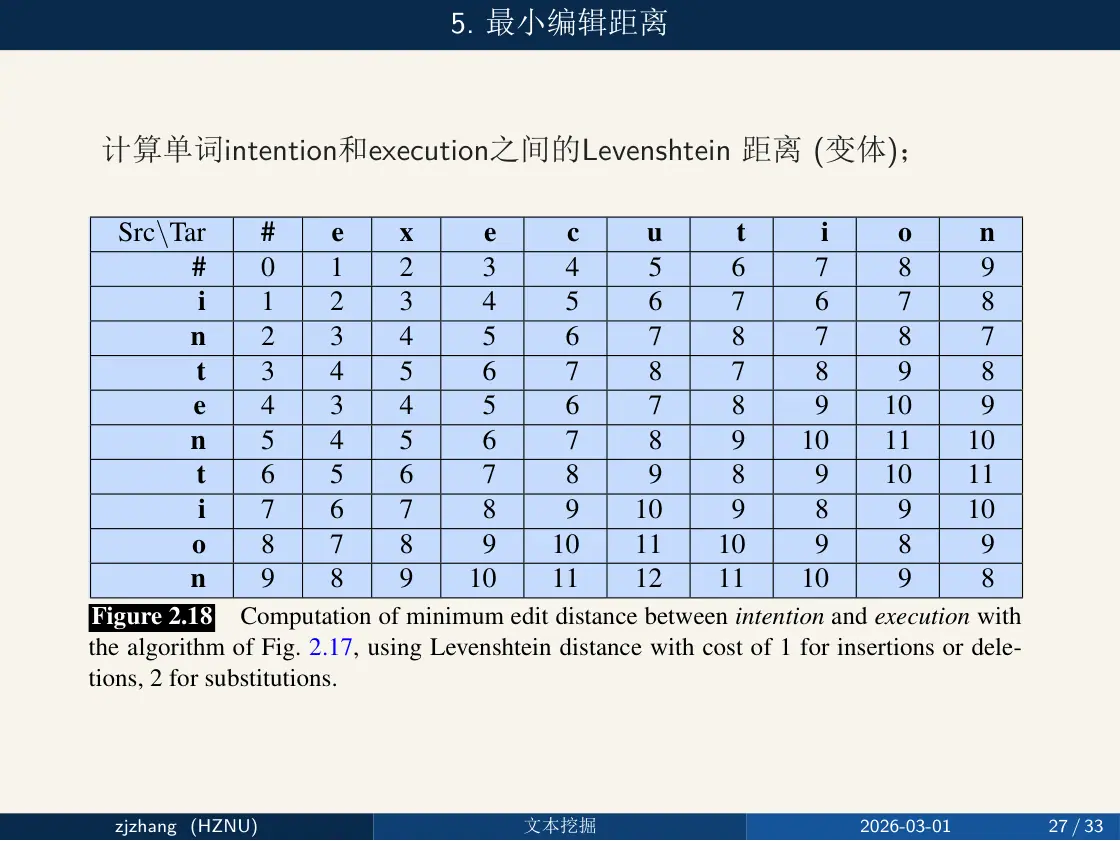 5. 最小编辑距离
计算单词intention和execution之间的Levenshtein 距离 (变体);
Src\Tar # e x e c u t i o n
# 0 1 2 3 4 5 6 7 8 9
i 1 2 3 4 5 6 7 6 7 8
n 2 3 4 5 6 7 8 7 8 7
t 3 4 5 6 7 8 7 8 9 8
e 4 3 4 5 6 7 8 9 10 9
n 5 4 5 6 7 8 9 10 11 10
t 6 5 6 7 8 9 8 9 10 11
i 7 6 7 8 9 10 9 8 9 10
o 8 7 8 9 10 11 10 9 8 9
n 9 8 9 10 11 12 11 10 9 8
Figure 2.18 Computation of minimum edit distance between intention and execution with
the algorithm of Fig. 2.17, using Levenshtein distance with cost of 1 for insertions or dele-
tions, 2 for substitutions.
zjzhang (HZNU) 文本挖掘 2026-03-01 27 / 33